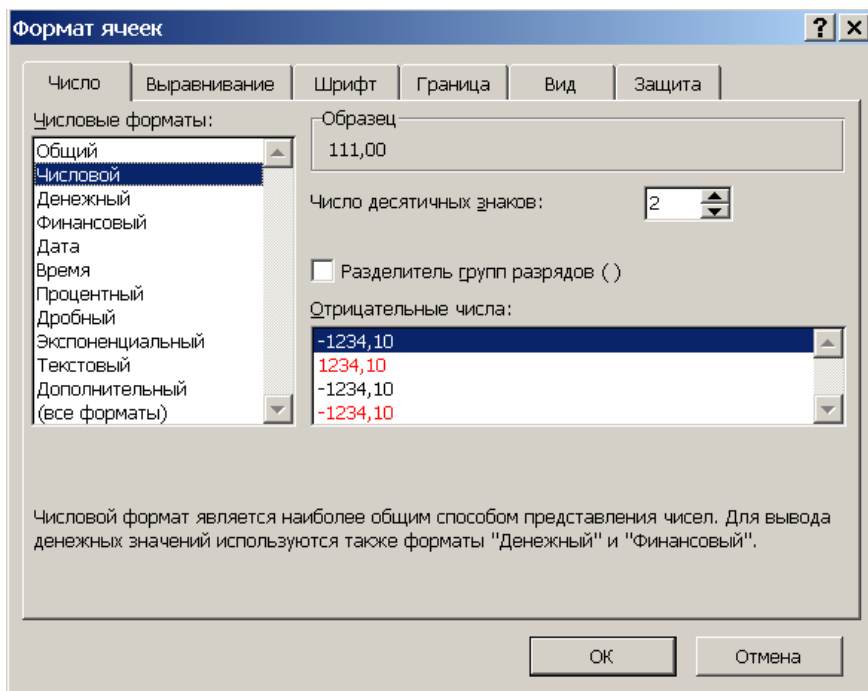 Формат ячеек
Число Выравнивание Шрифт Граница Вид Защита
Числовые форматы:
Общий
Числовой
Денежный
Финансовый
Дата
Время
Процентный
Дробный
Экспоненциальный
Текстовый
Дополнительный
(все форматы)
Образец
111,00
Число десятичных знаков: 2
Разделитель групп разрядов ( )
Отрицательные числа:
-1234,10
1234,10
-1234,10
-1234,10
Числовой формат является наиболее общим способом представления чисел. Для вывода
денежных значений используются также форматы "Денежный" и "Финансовый".
ОК Отмена